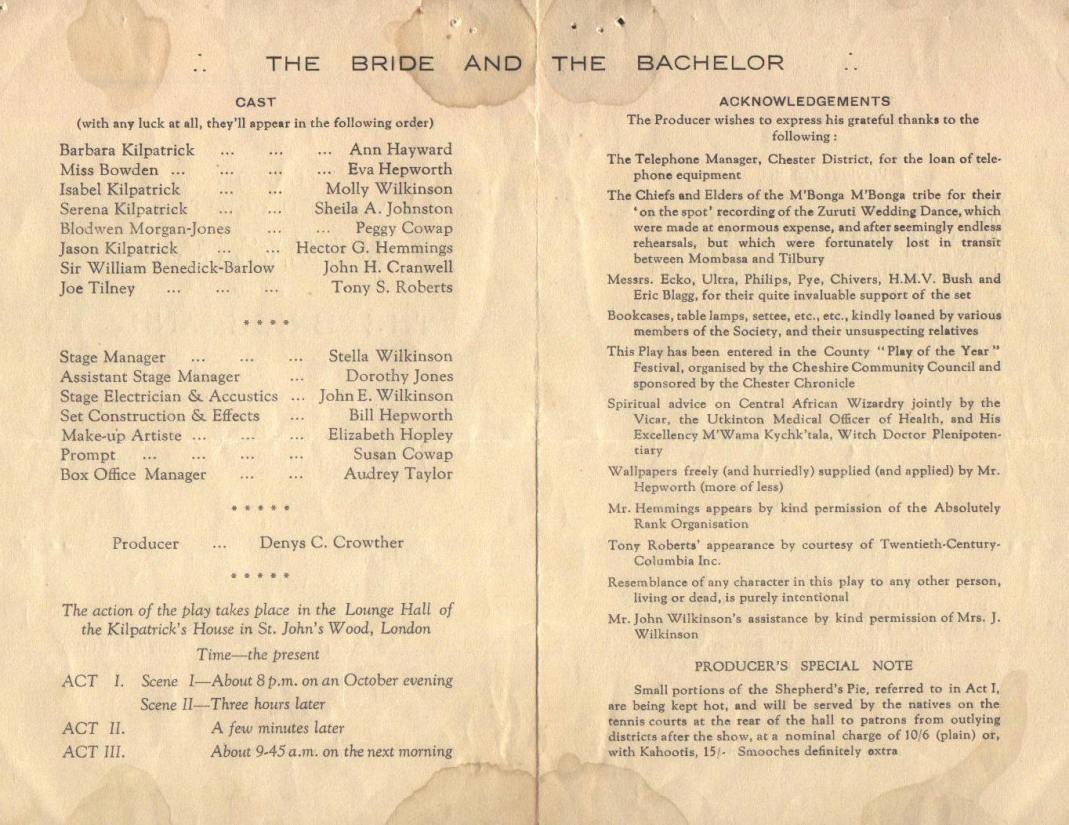 ∴ THE BRIDE AND THE BACHELOR ∴
CAST
(with any luck at all, they'll appear in the following order)
Barbara Kilpatrick ... ... ... Ann Hayward
Miss Bowden ... ... ... ... Eva Hepworth
Isabel Kilpatrick ... ... Molly Wilkinson
Serena Kilpatrick ... ... Sheila A. Johnston
Blodwen Morgan-Jones ... ... Peggy Cowap
Jason Kilpatrick ... ... Hector G. Hemmings
Sir William Benedick-Barlow John H. Cranwell
Joe Tilney ... ... ... Tony S. Roberts
* * * *
Stage Manager ... ... ... Stella Wilkinson
Assistant Stage Manager ... Dorothy Jones
Stage Electrician & Accustics ... John E. Wilkinson
Set Construction & Effects ... Bill Hepworth
Make-up Artiste ... ... ... Elizabeth Hopley
Prompt ... ... ... ... Susan Cowap
Box Office Manager ... ... Audrey Taylor
* * * * *
Producer ... Denys C. Crowther
* * * * *
The action of the play takes place in the Lounge Hall of
the Kilpatrick's House in St. John's Wood, London
Time—the present
ACT I. Scene I—About 8 p.m. on an October evening
Scene II—Three hours later
ACT II. A few minutes later
ACT III. About 9-45 a.m. on the next morning
ACKNOWLEDGEMENTS
The Producer wishes to express his grateful thanks to the
following :
The Telephone Manager, Chester District, for the loan of tele-
phone equipment
The Chiefs and Elders of the M'Bonga M'Bonga tribe for their
'on the spot' recording of the Zuruti Wedding Dance, which
were made at enormous expense, and after seemingly endless
rehearsals, but which were fortunately lost in transit
between Mombasa and Tilbury
Messrs. Ecko, Ultra, Philips, Pye, Chivers, H.M.V. Bush and
Eric Blagg, for their quite invaluable support of the set
Bookcases, table lamps, settee, etc., etc., kindly loaned by various
members of the Society, and their unsuspecting relatives
This Play has been entered in the County "Play of the Year"
Festival, organised by the Cheshire Community Council and
sponsored by the Chester Chronicle
Spiritual advice on Central African Wizardry jointly by the
Vicar, the Utkinton Medical Officer of Health, and His
Excellency M'Wama Kychk'tala, Witch Doctor Plenipoten-
tiary
Wallpapers freely (and hurriedly) supplied (and applied) by Mr.
Hepworth (more of less)
Mr. Hemmings appears by kind permission of the Absolutely
Rank Organisation
Tony Roberts' appearance by courtesy of Twentieth-Century-
Columbia Inc.
Resemblance of any character in this play to any other person,
living or dead, is purely intentional
Mr. John Wilkinson's assistance by kind permission of Mrs. J.
Wilkinson
PRODUCER'S SPECIAL NOTE
Small portions of the Shepherd's Pie, referred to in Act I,
are being kept hot, and will be served by the natives on the
tennis courts at the rear of the hall to patrons from outlying
districts after the show, at a nominal charge of 10/6 (plain) or,
with Kahootis, 15/- Smooches definitely extra